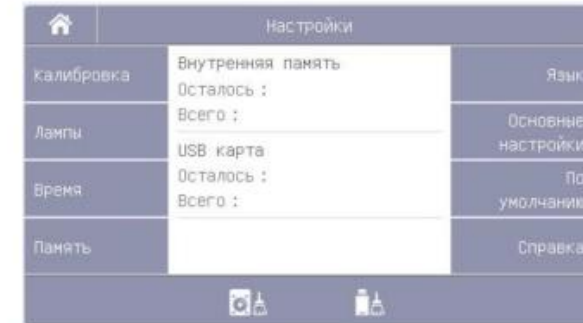 Настройки
Калибровка
Лампы
Время
Память
Внутренняя память
Осталось :
Всего :
USB карта
Осталось :
Всего :
Язык
Основные
настройки
По
умолчанию
Справка